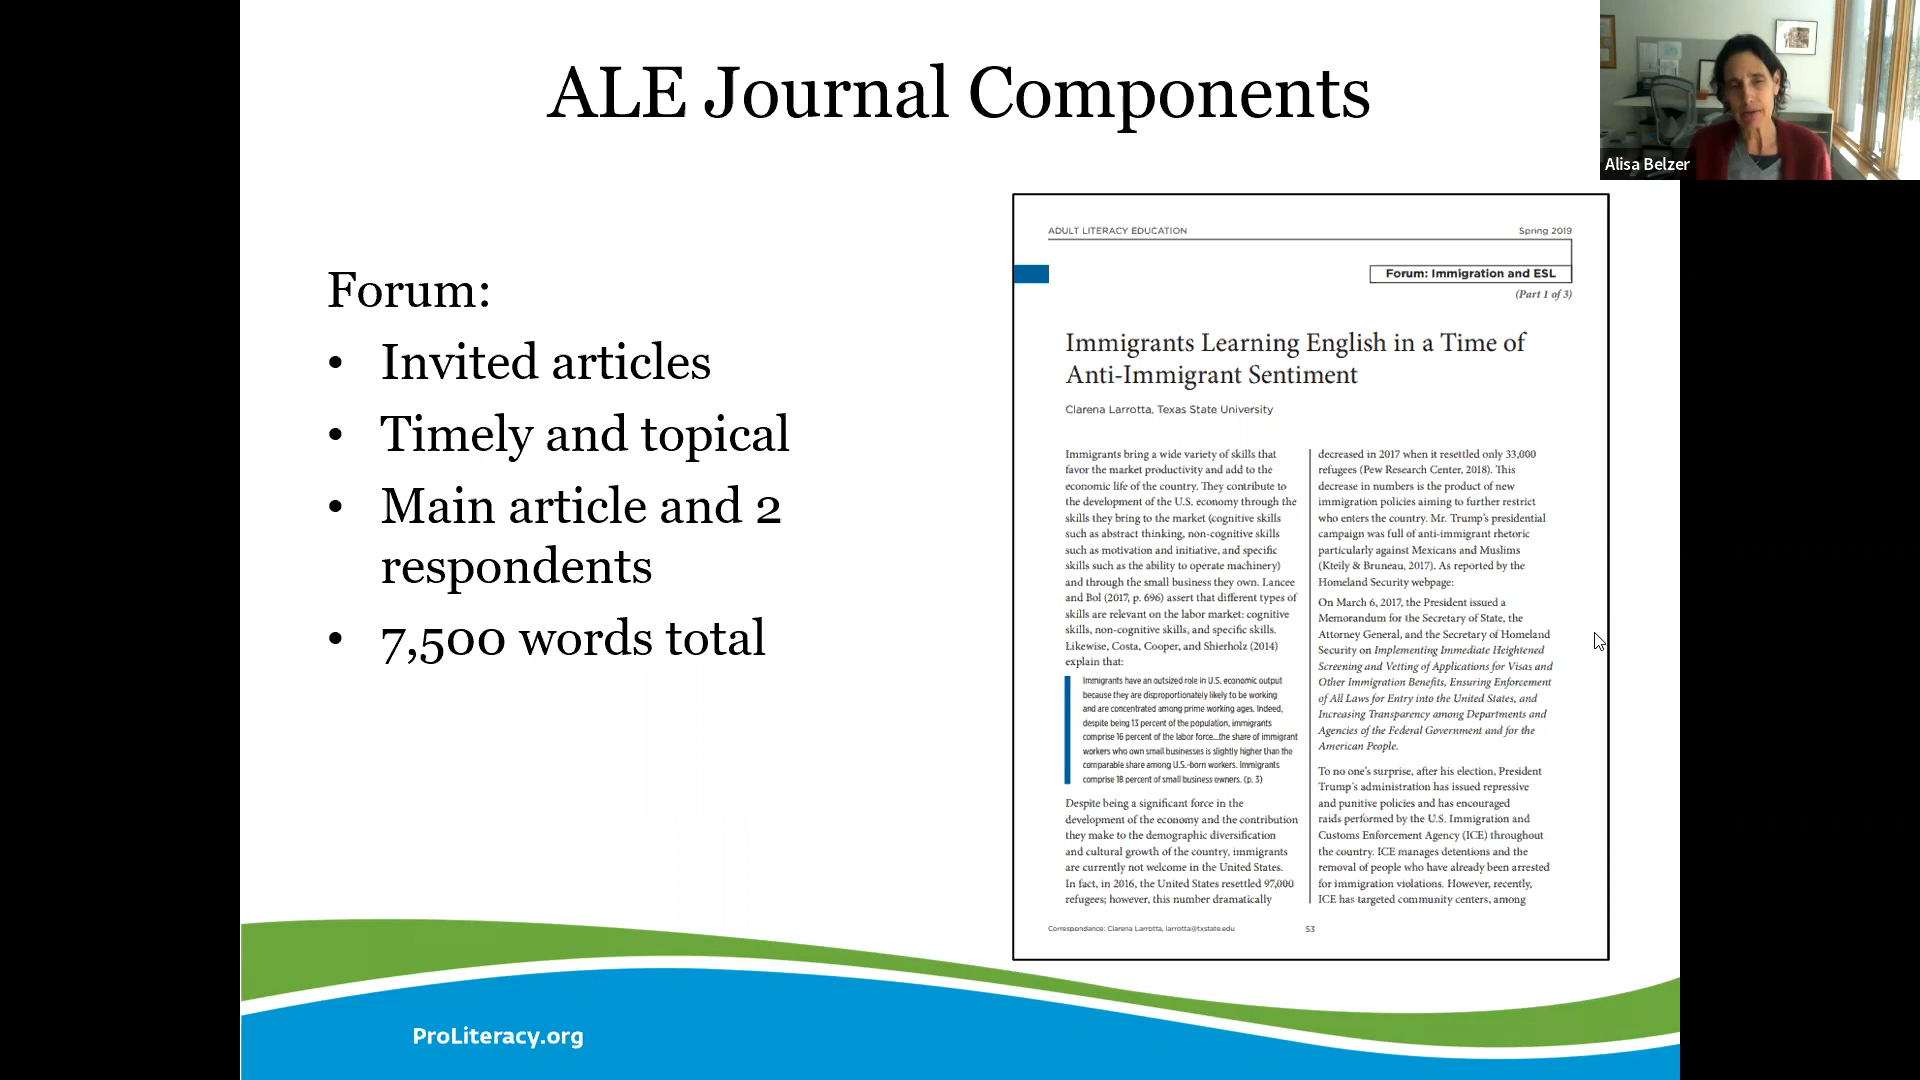 ALE Journal Components
Alisa Belzer
Forum:
• Invited articles
• Timely and topical
• Main article and 2
respondents
• 7,500 words total
ADULT LITERACY EDUCATION
Spring 2019
Forum: Immigration and ESL
(Part 1 of 3)
Immigrants Learning English in a Time of
Anti-Immigrant Sentiment
Clarena Larrotta, Texas State University
Immigrants bring a wide variety of skills that
favor the market productivity and add to the
economic life of the country. They contribute to
the development of the U.S. economy through the
skills they bring to the market (cognitive skills
such as abstract thinking, non-cognitive skills
such as motivation and initiative, and specific
skills such as the ability to operate machinery)
and through the small business they own. Lancee
and Bol (2017, p. 696) assert that different types of
skills are relevant on the labor market: cognitive
skills, non-cognitive skills, and specific skills.
Likewise, Costa, Cooper, and Shierholz (2014)
explain that:
Immigrants have an outsized role in U.S. economic output
because they are disproportionately likely to be working
and are concentrated among prime working ages. Indeed,
despite being 13 percent of the population, immigrants
comprise 16 percent of the labor force...the share of immigrant
workers who own small businesses is slightly higher than the
comparable share among U.S.-born workers. Immigrants
comprise 18 percent of small business owners. (p. 3)
Despite being a significant force in the
development of the economy and the contribution
they make to the demographic diversification
and cultural growth of the country, immigrants
are currently not welcome in the United States.
In fact, in 2016, the United States resettled 97,000
refugees; however, this number dramatically
decreased in 2017 when it resettled only 33,000
refugees (Pew Research Center, 2018). This
decrease in numbers is the product of new
immigration policies aiming to further restrict
who enters the country. Mr. Trump's presidential
campaign was full of anti-immigrant rhetoric
particularly against Mexicans and Muslims
(Kteily & Bruneau, 2017). As reported by the
Homeland Security webpage:
On March 6, 2017, the President issued a
Memorandum for the Secretary of State, the
Attorney General, and the Secretary of Homeland
Security on Implementing Immediate Heightened
Screening and Vetting of Applications for Visas and
Other Immigration Benefits, Ensuring Enforcement
of All Laws for Entry into the United States, and
Increasing Transparency among Departments and
Agencies of the Federal Government and for the
American People.
To no one's surprise, after his election, President
Trump's administration has issued repressive
and punitive policies and has encouraged
raids performed by the U.S. Immigration and
Customs Enforcement Agency (ICE) throughout
the country. ICE manages detentions and the
removal of people who have already been arrested
for immigration violations. However, recently,
ICE has targeted community centers, among
Correspondance: Clarena Larrotta, larrotta@txstate.edu
53
ProLiteracy.org